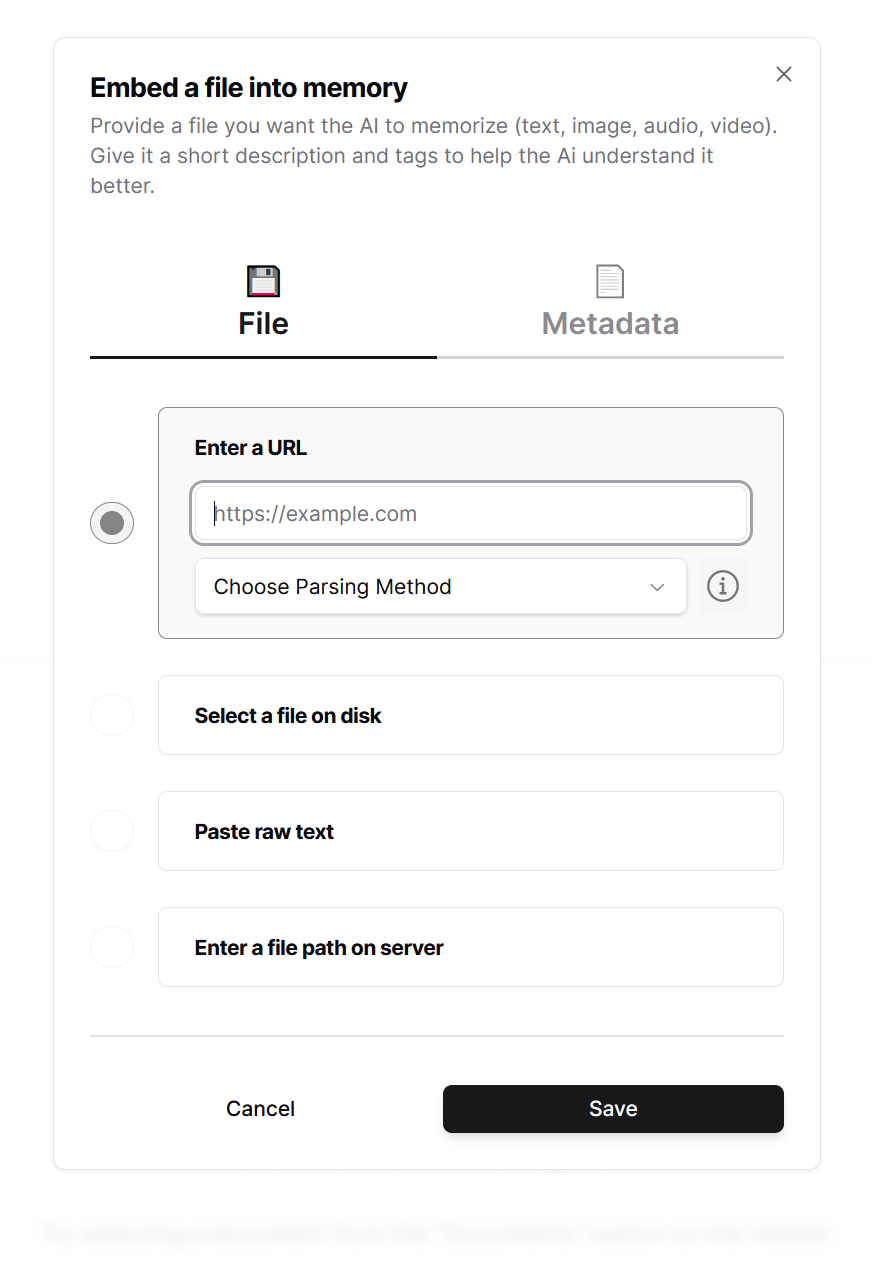 Embed a file into memory
Provide a file you want the AI to memorize (text, image, audio, video).
Give it a short description and tags to help the Ai understand it
better.
File
Metadata
Enter a URL
https://example.com
Choose Parsing Method
Select a file on disk
Paste raw text
Enter a file path on server
Cancel
Save